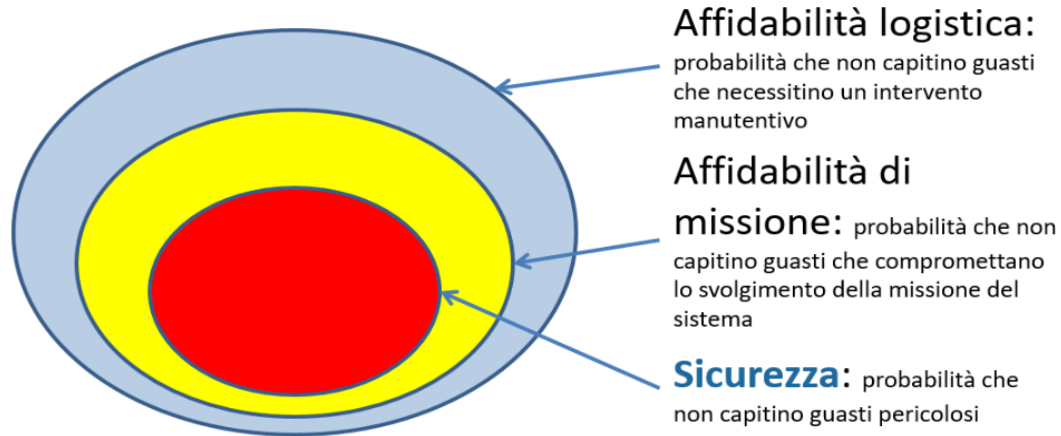 Affidabilità logistica:
probabilità che non capitino guasti
che necessitino un intervento
manutentivo
Affidabilità di
missione: probabilità che non
capitino guasti che compromettano
lo svolgimento della missione del
sistema
Sicurezza: probabilità che
non capitino guasti pericolosi